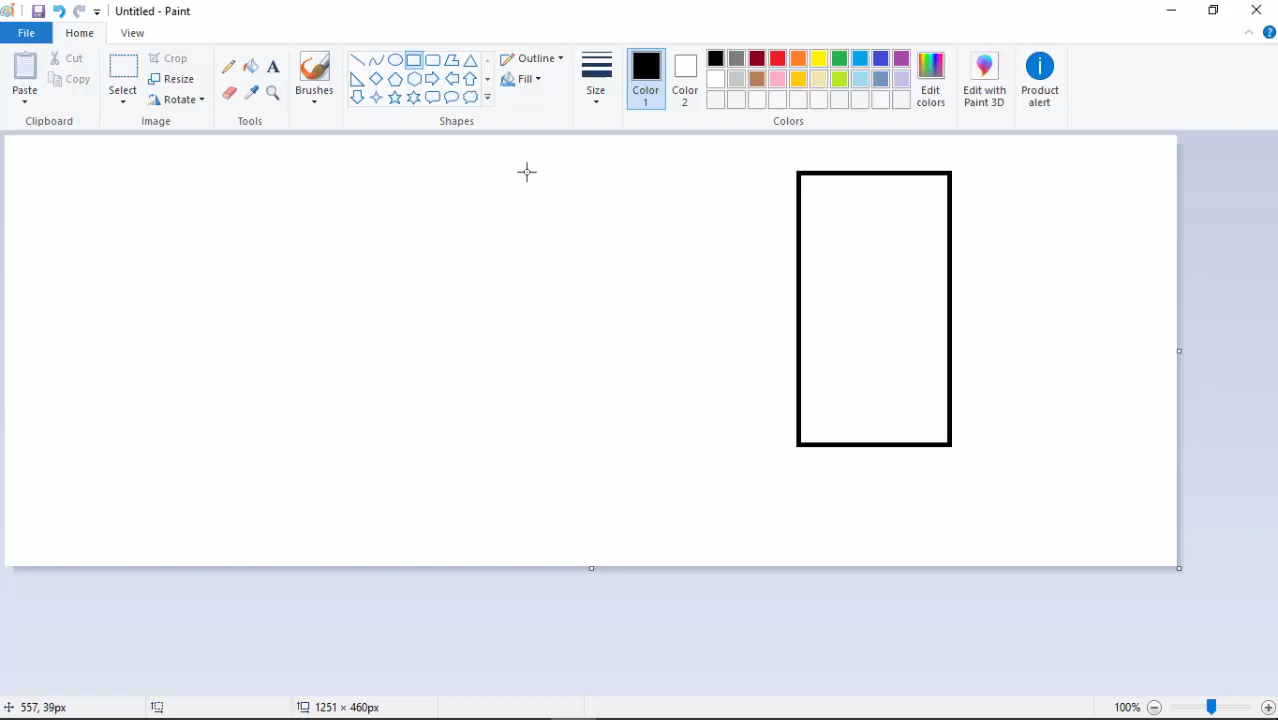 Untitled - Paint
File Home View
Paste
Cut
Copy
Clipboard
Select
Crop
Resize
Rotate
Image
A
Tools
Brushes
Shapes
Outline
Fill
Size
Color 1
Color 2
Edit colors
Colors
Edit with Paint 3D
Product alert
557, 39px
1251 × 460px
100%